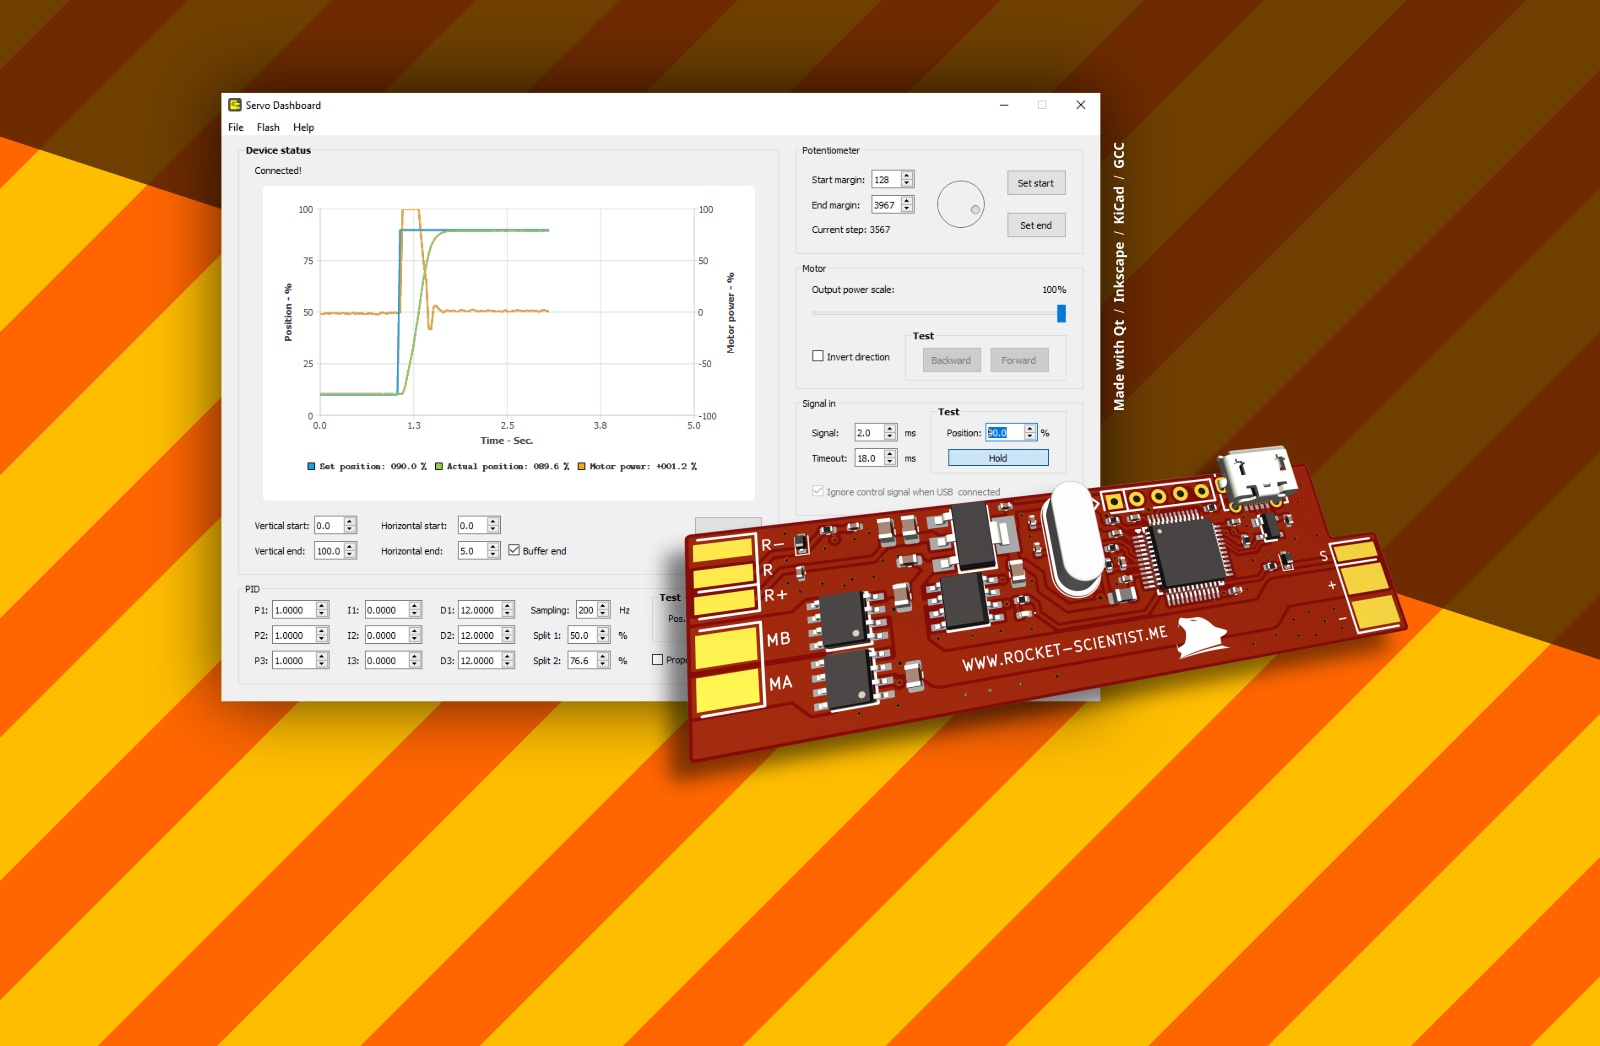 Servo Dashboard
File Flash Help
Device status
Connected!
100
75
50
25
0
100
50
0
-50
-100
0.0 1.3 2.5 3.8 5.0
Position - %
Motor power - %
Time - Sec.
Set position: 090.0 % Actual position: 089.6 % Motor power: +001.2 %
Vertical start: 0.0 Horizontal start: 0.0
Vertical end: 100.0 Horizontal end: 5.0 Buffer end
PID
P1: 1.0000 I1: 0.0000 D1: 12.0000 Sampling: 200 Hz
P2: 1.0000 I2: 0.0000 D2: 12.0000 Split 1: 50.0 %
P3: 1.0000 I3: 0.0000 D3: 12.0000 Split 2: 76.6 %
Test
Pos.
Propo
Potentiometer
Start margin: 128 Set start
End margin: 3967 Set end
Current step: 3567
Motor
Output power scale: 100%
Invert direction
Test
Backward Forward
Signal in
Signal: 2.0 ms
Timeout: 18.0 ms
Test
Position: 90.0 %
Hold
Ignore control signal when USB connected
Made with Qt / Inkscape / KiCad / GCC
R-
R
R+
MB
MA
WWW.ROCKET-SCIENTIST.ME
S
+
-